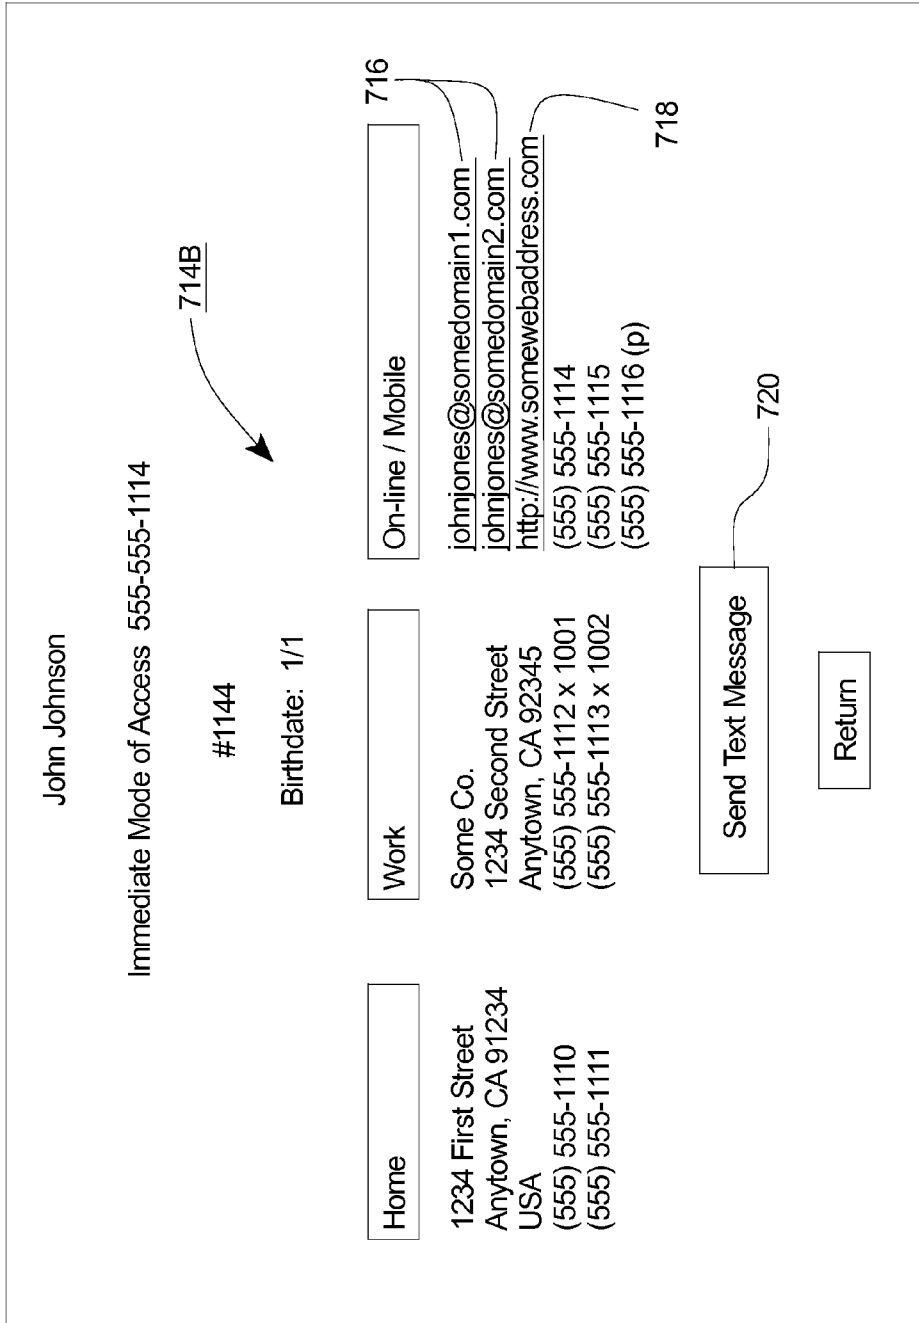 John Johnson
Immediate Mode of Access 555-555-1114
#1144
714B
Birthdate: 1/1
Home
1234 First Street
Anytown, CA 91234
USA
(555) 555-1110
(555) 555-1111
Work
Some Co.
1234 Second Street
Anytown, CA 92345
(555) 555-1112 x 1001
(555) 555-1113 x 1002
On-line / Mobile
716
johnjones@somedomain1.com
johnjones@somedomain2.com
http://www.somewebaddress.com
718
(555) 555-1114
(555) 555-1115
(555) 555-1116 (p)
Send Text Message
720
Return